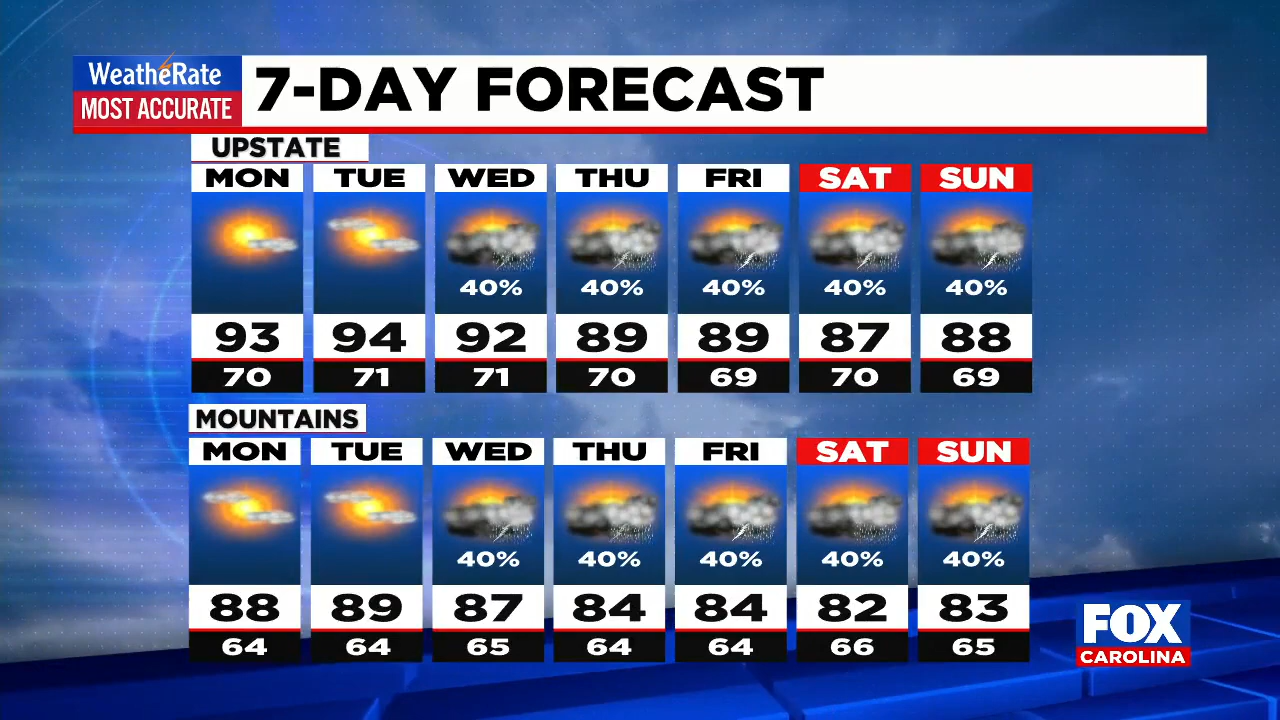 WeatheRate
MOST ACCURATE
7-DAY FORECAST
UPSTATE
MON TUE WED THU FRI SAT SUN
40% 40% 40% 40% 40%
93 94 92 89 89 87 88
70 71 71 70 69 70 69
MOUNTAINS
MON TUE WED THU FRI SAT SUN
40% 40% 40% 40% 40%
88 89 87 84 84 82 83
64 64 65 64 64 66 65
FOX
CAROLINA